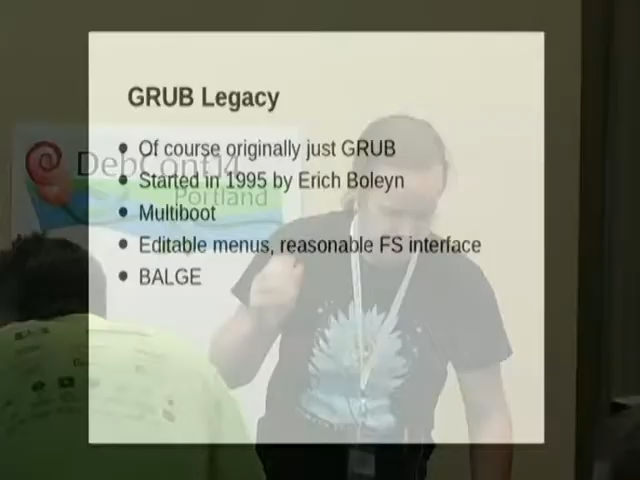 GRUB Legacy
DebConf14
Portland
• Of course originally just GRUB
• Started in 1995 by Erich Boleyn
• Multiboot
• Editable menus, reasonable FS interface
• BALGE